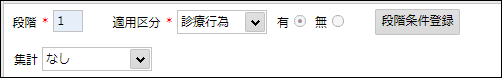 段階 * 1 適用区分 * 診療行為 有 無 段階条件登録
集計 なし